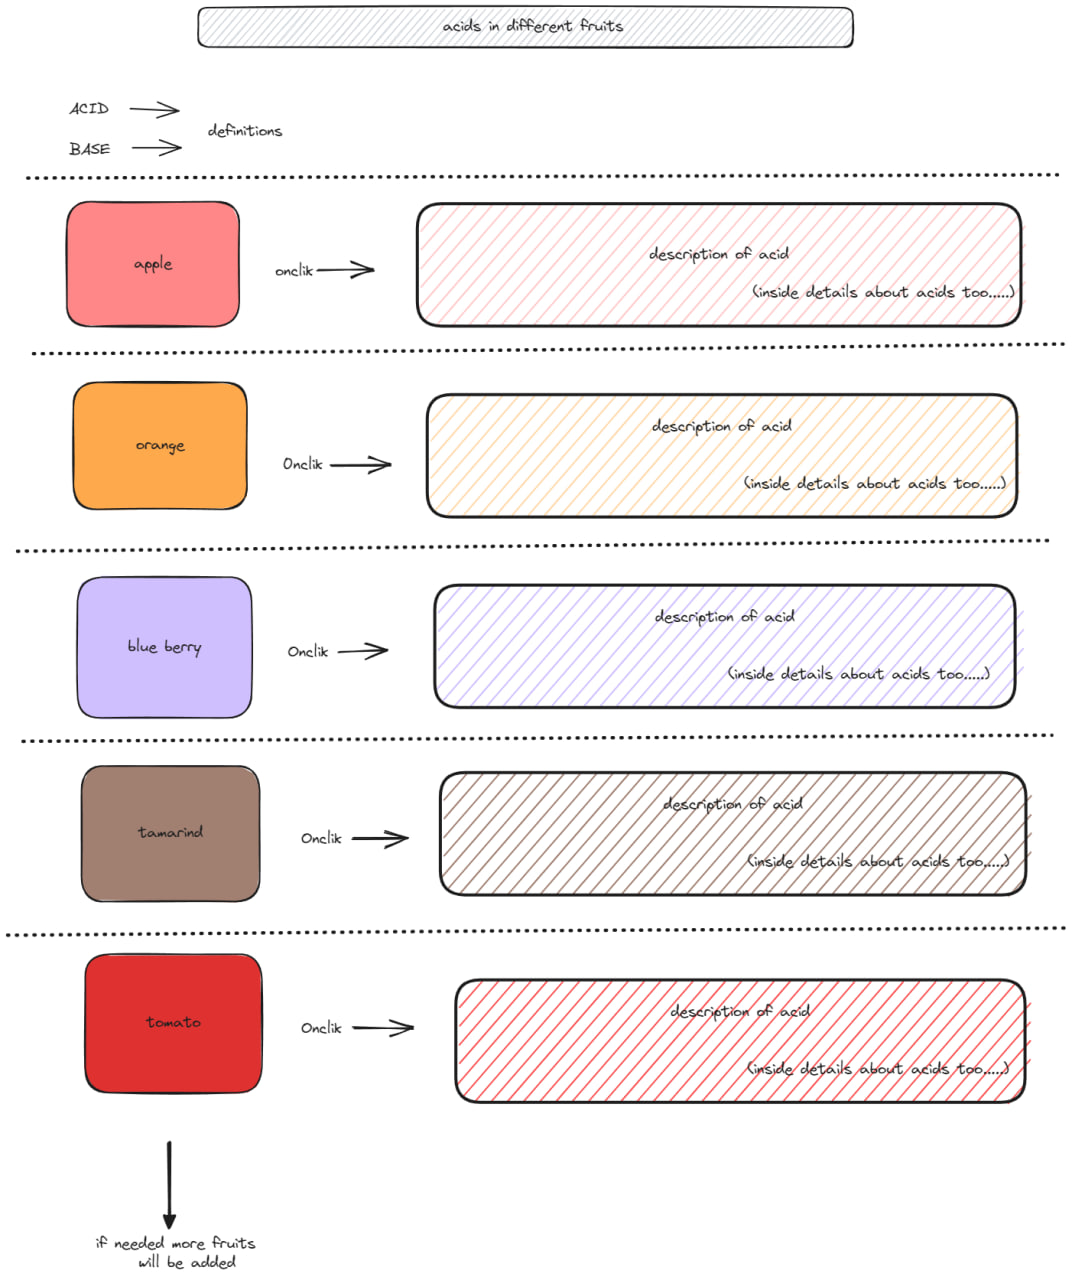 acids in different fruits
ACID
definitions
BASE
apple
onclik
description of acid
(inside details about acids too.....)
orange
Onclik
description of acid
(inside details about acids too.....)
blue berry
Onclik
description of acid
(inside details about acids too.....)
tamarind
Onclik
description of acid
(inside details about acids too.....)
tomato
Onclik
description of acid
(inside details about acids too.....)
if needed more fruits
will be added